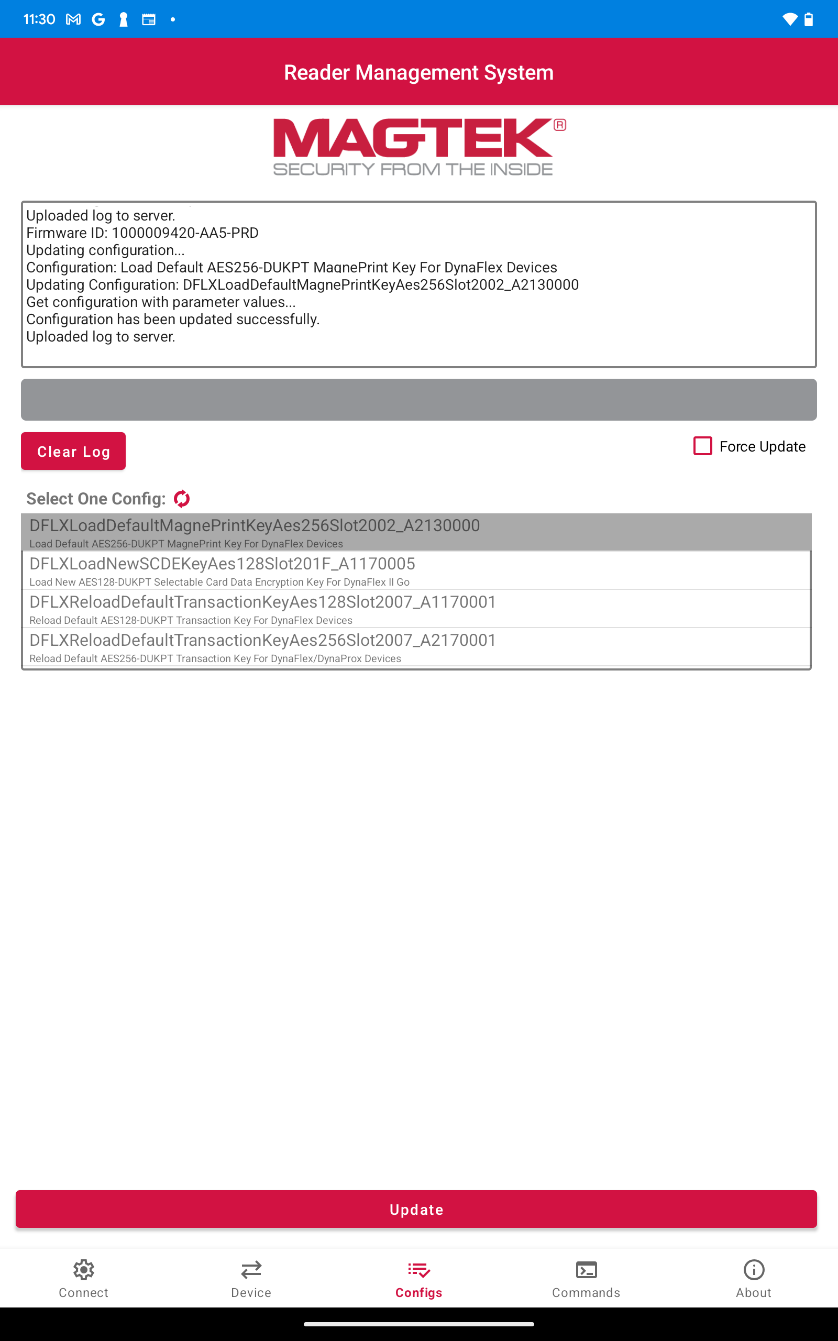 11:30
Reader Management System
MAGTEK®
SECURITY FROM THE INSIDE
Uploaded log to server.
Firmware ID: 1000009420-AA5-PRD
Updating configuration...
Configuration: Load Default AES256-DUKPT MagnePrint Key For DynaFlex Devices
Updating Configuration: DFLXLoadDefaultMagnePrintKeyAes256Slot2002_A2130000
Get configuration with parameter values...
Configuration has been updated successfully.
Uploaded log to server.
Clear Log
Force Update
Select One Config:
DFLXLoadDefaultMagnePrintKeyAes256Slot2002_A2130000
Load Default AES256-DUKPT MagnePrint Key For DynaFlex Devices
DFLXLoadNewSCDEKeyAes128Slot201F_A1170005
Load New AES128-DUKPT Selectable Card Data Encryption Key For DynaFlex II Go
DFLXReloadDefaultTransactionKeyAes128Slot2007_A1170001
Reload Default AES128-DUKPT Transaction Key For DynaFlex Devices
DFLXReloadDefaultTransactionKeyAes256Slot2007_A2170001
Reload Default AES256-DUKPT Transaction Key For DynaFlex/DynaProx Devices
Update
Connect
Device
Configs
Commands
About